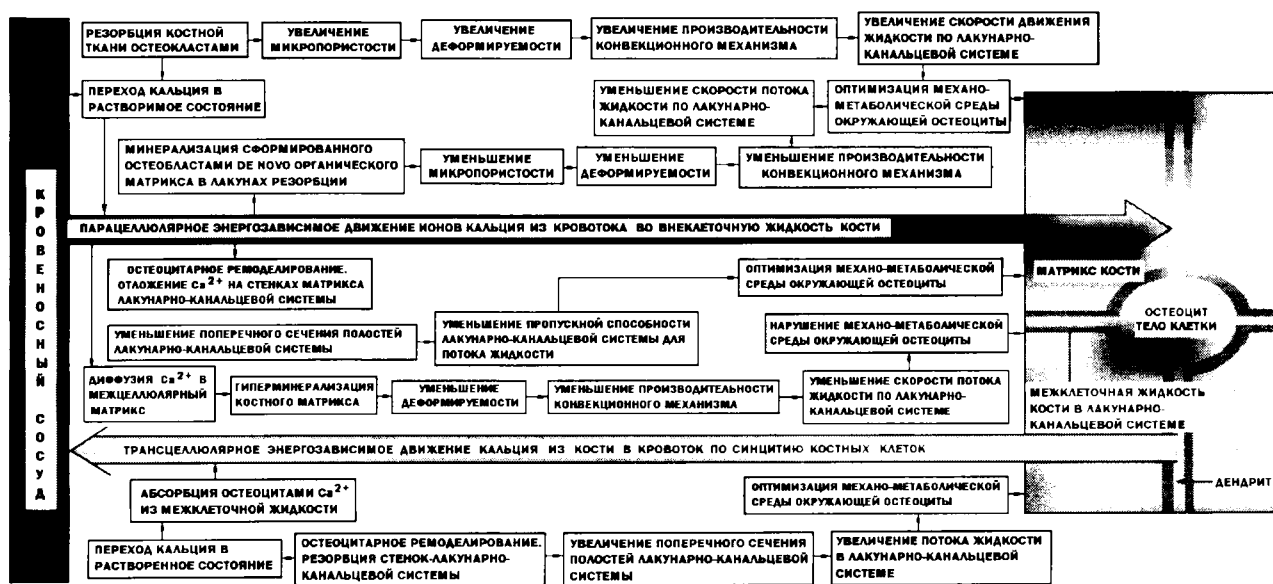 РЕЗОРБЦИЯ КОСТНОЙ
ТКАНИ ОСТЕОКЛАСТАМИ
УВЕЛИЧЕНИЕ
МИКРОПОРИСТОСТИ
УВЕЛИЧЕНИЕ
ДЕФОРМИРУЕМОСТИ
УВЕЛИЧЕНИЕ ПРОИЗВОДИТЕЛЬНОСТИ
КОНВЕКЦИОННОГО МЕХАНИЗМА
УВЕЛИЧЕНИЕ СКОРОСТИ ДВИЖЕНИЯ
ЖИДКОСТИ ПО ЛАКУНАРНО-
КАНАЛЬЦЕВОЙ СИСТЕМЕ
ПЕРЕХОД КАЛЬЦИЯ В
РАСТВОРИМОЕ СОСТОЯНИЕ
УМЕНЬШЕНИЕ СКОРОСТИ ПОТОКА
ЖИДКОСТИ ПО ЛАКУНАРНО-
КАНАЛЬЦЕВОЙ СИСТЕМЕ
ОПТИМИЗАЦИЯ МЕХАНО-
МЕТАБОЛИЧЕСКОЙ СРЕДЫ
ОКРУЖАЮЩЕЙ ОСТЕОЦИТЫ
МИНЕРАЛИЗАЦИЯ СФОРМИРОВАННОГО
ОСТЕОБЛАСТАМИ DE NOVO ОРГАНИЧЕСКОГО
МАТРИКСА В ЛАКУНАХ РЕЗОРБЦИИ
УМЕНЬШЕНИЕ
МИКРОПОРИСТОСТИ
УМЕНЬШЕНИЕ
ДЕФОРМИРУЕМОСТИ
УМЕНЬШЕНИЕ ПРОИЗВОДИТЕЛЬНОСТИ
КОНВЕКЦИОННОГО МЕХАНИЗМА
КРОВЕНОСНЫЙ СОСУД
ПАРАЦЕЛЛЮЛЯРНОЕ ЭНЕРГОЗАВИСИМОЕ ДВИЖЕНИЕ ИОНОВ КАЛЬЦИЯ ИЗ КРОВОТОКА ВО ВНЕКЛЕТОЧНУЮ ЖИДКОСТЬ КОСТИ
ОСТЕОЦИТАРНОЕ РЕМОДЕЛИРОВАНИЕ.
ОТЛОЖЕНИЕ Ca²⁺ НА СТЕНКАХ МАТРИКСА
ЛАКУНАРНО-КАНАЛЬЦЕВОЙ СИСТЕМЫ
ОПТИМИЗАЦИЯ МЕХАНО-МЕТАБОЛИЧЕСКОЙ
СРЕДЫ ОКРУЖАЮЩЕЙ ОСТЕОЦИТЫ
МАТРИКС КОСТИ
УМЕНЬШЕНИЕ ПОПЕРЕЧНОГО СЕЧЕНИЯ ПОЛОСТЕЙ
ЛАКУНАРНО-КАНАЛЬЦЕВОЙ СИСТЕМЫ
УМЕНЬШЕНИЕ ПРОПУСКНОЙ СПОСОБНОСТИ
ЛАКУНАРНО-КАНАЛЬЦЕВОЙ СИСТЕМЫ ДЛЯ
ПОТОКА ЖИДКОСТИ
НАРУШЕНИЕ МЕХАНО-МЕТАБОЛИЧЕСКОЙ
СРЕДЫ ОКРУЖАЮЩЕЙ ОСТЕОЦИТЫ
ОСТЕОЦИТ
ТЕЛО КЛЕТКИ
ДИФФУЗИЯ Ca²⁺ В
МЕЖЦЕЛЛЮЛЯРНЫЙ
МАТРИКС
ГИПЕРМИНЕРАЛИЗАЦИЯ
КОСТНОГО МАТРИКСА
УМЕНЬШЕНИЕ
ДЕФОРМИРУЕМОСТИ
УМЕНЬШЕНИЕ ПРОИЗВОДИТЕЛЬНОСТИ
КОНВЕКЦИОННОГО МЕХАНИЗМА
УМЕНЬШЕНИЕ СКОРОСТИ ПОТОКА
ЖИДКОСТИ ПО ЛАКУНАРНО-
КАНАЛЬЦЕВОЙ СИСТЕМЕ
МЕЖКЛЕТОЧНАЯ ЖИДКОСТЬ
КОСТИ В ЛАКУНАРНО-
КАНАЛЬЦЕВОЙ СИСТЕМЕ
ТРАНСЦЕЛЛЮЛЯРНОЕ ЭНЕРГОЗАВИСИМОЕ ДВИЖЕНИЕ КАЛЬЦИЯ ИЗ КОСТИ В КРОВОТОК ПО СИНЦИТИЮ КОСТНЫХ КЛЕТОК
АБСОРБЦИЯ ОСТЕОЦИТАМИ Ca²⁺
ИЗ МЕЖКЛЕТОЧНОЙ ЖИДКОСТИ
ОПТИМИЗАЦИЯ МЕХАНО-МЕТАБОЛИЧЕСКОЙ
СРЕДЫ ОКРУЖАЮЩЕЙ ОСТЕОЦИТЫ
ДЕНДРИТ
ПЕРЕХОД КАЛЬЦИЯ В
РАСТВОРЕННОЕ СОСТОЯНИЕ
ОСТЕОЦИТАРНОЕ РЕМОДЕЛИРОВАНИЕ.
РЕЗОРБЦИЯ СТЕНОК-ЛАКУНАРНО-
КАНАЛЬЦЕВОЙ СИСТЕМЫ
УВЕЛИЧЕНИЕ ПОПЕРЕЧНОГО СЕЧЕНИЯ
ПОЛОСТЕЙ ЛАКУНАРНО-КАНАЛЬЦЕВОЙ
СИСТЕМЫ
УВЕЛИЧЕНИЕ ПОТОКА ЖИДКОСТИ
В ЛАКУНАРНО-КАНАЛЬЦЕВОЙ
СИСТЕМЕ